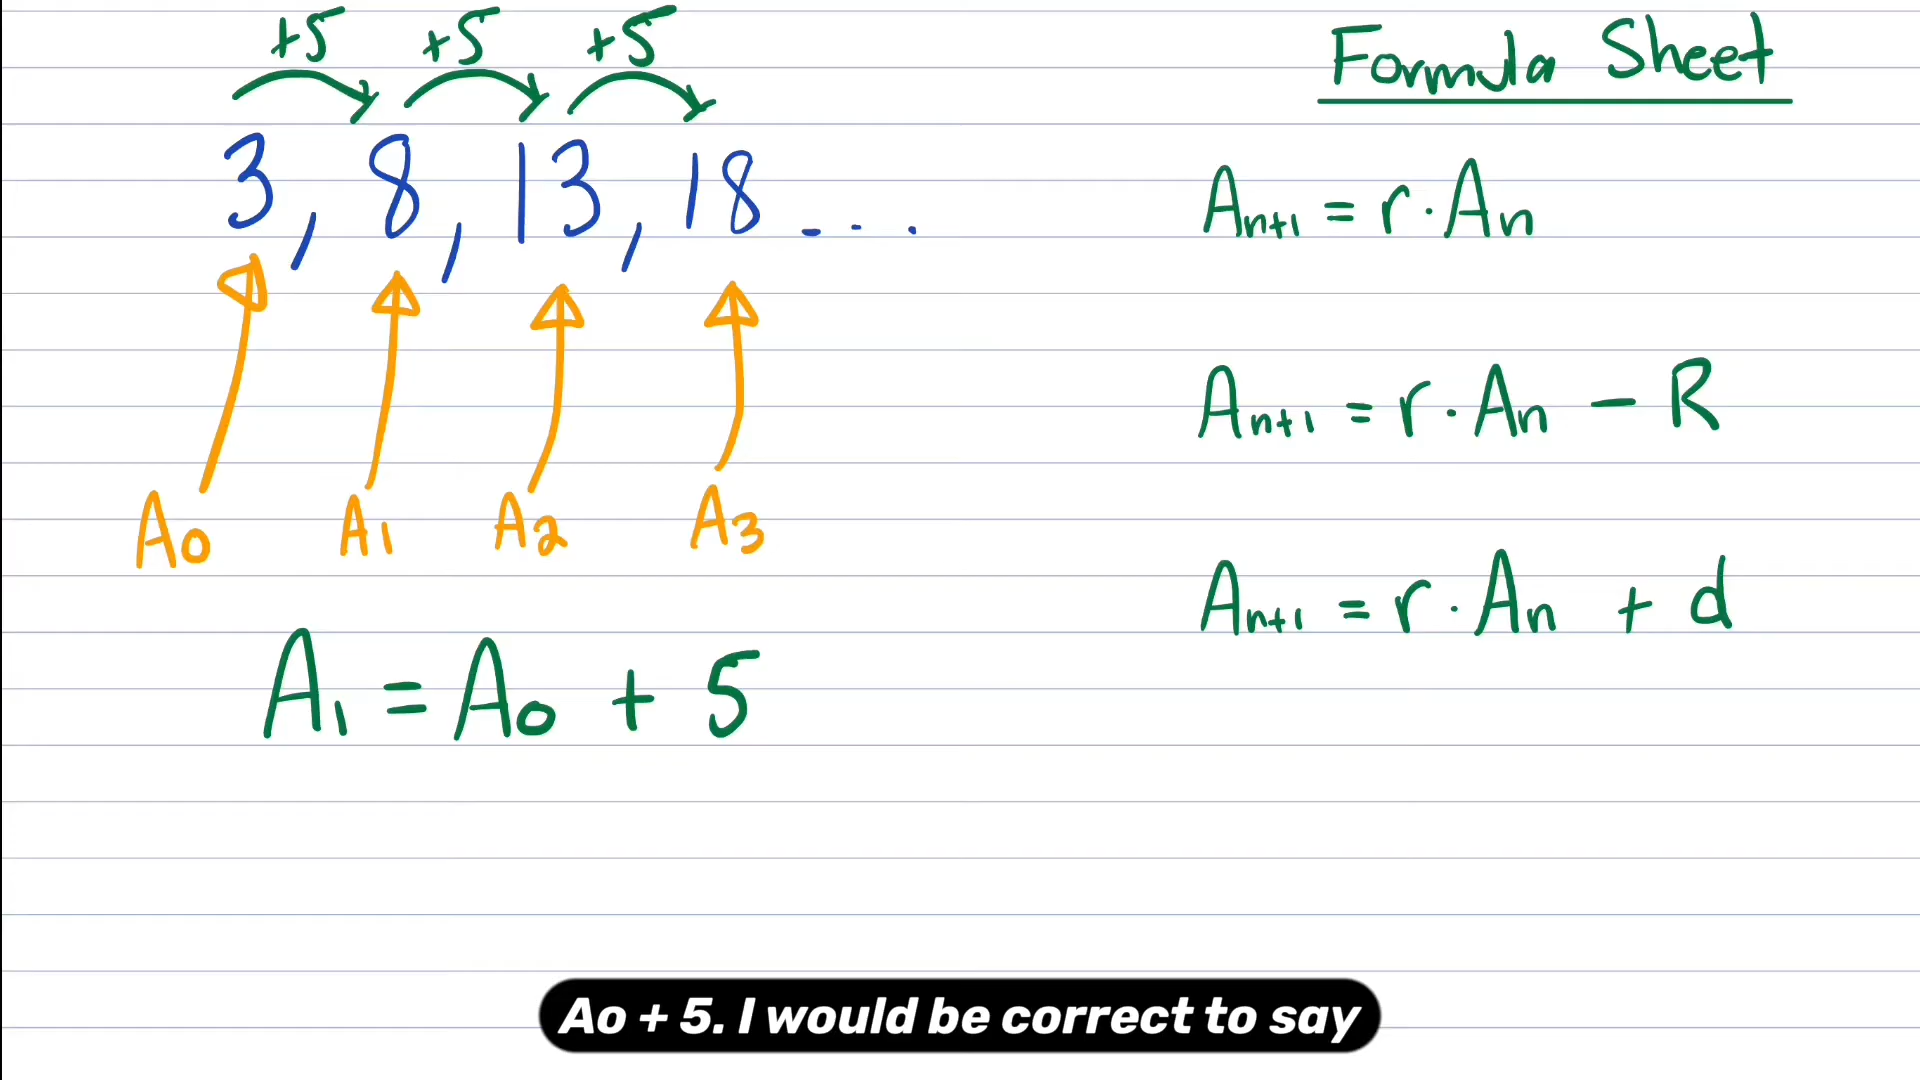 +5 +5 +5
3, 8, 13, 18 ....
A0 A1 A2 A3
A1 = A0 + 5
Formula Sheet
An+1 = r · An
An+1 = r · An − R
An+1 = r · An + d
Ao + 5. I would be correct to say